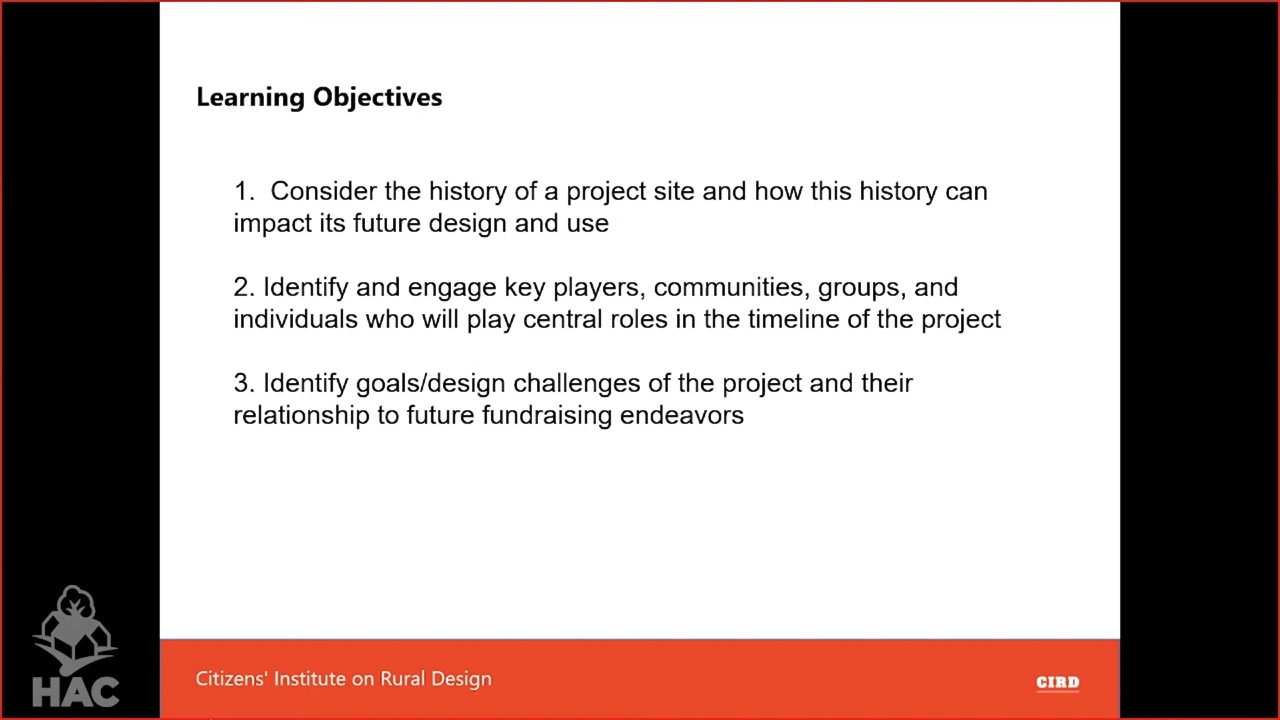 Learning Objectives
1. Consider the history of a project site and how this history can
impact its future design and use
2. Identify and engage key players, communities, groups, and
individuals who will play central roles in the timeline of the project
3. Identify goals/design challenges of the project and their
relationship to future fundraising endeavors
HAC
Citizens' Institute on Rural Design
CIRD